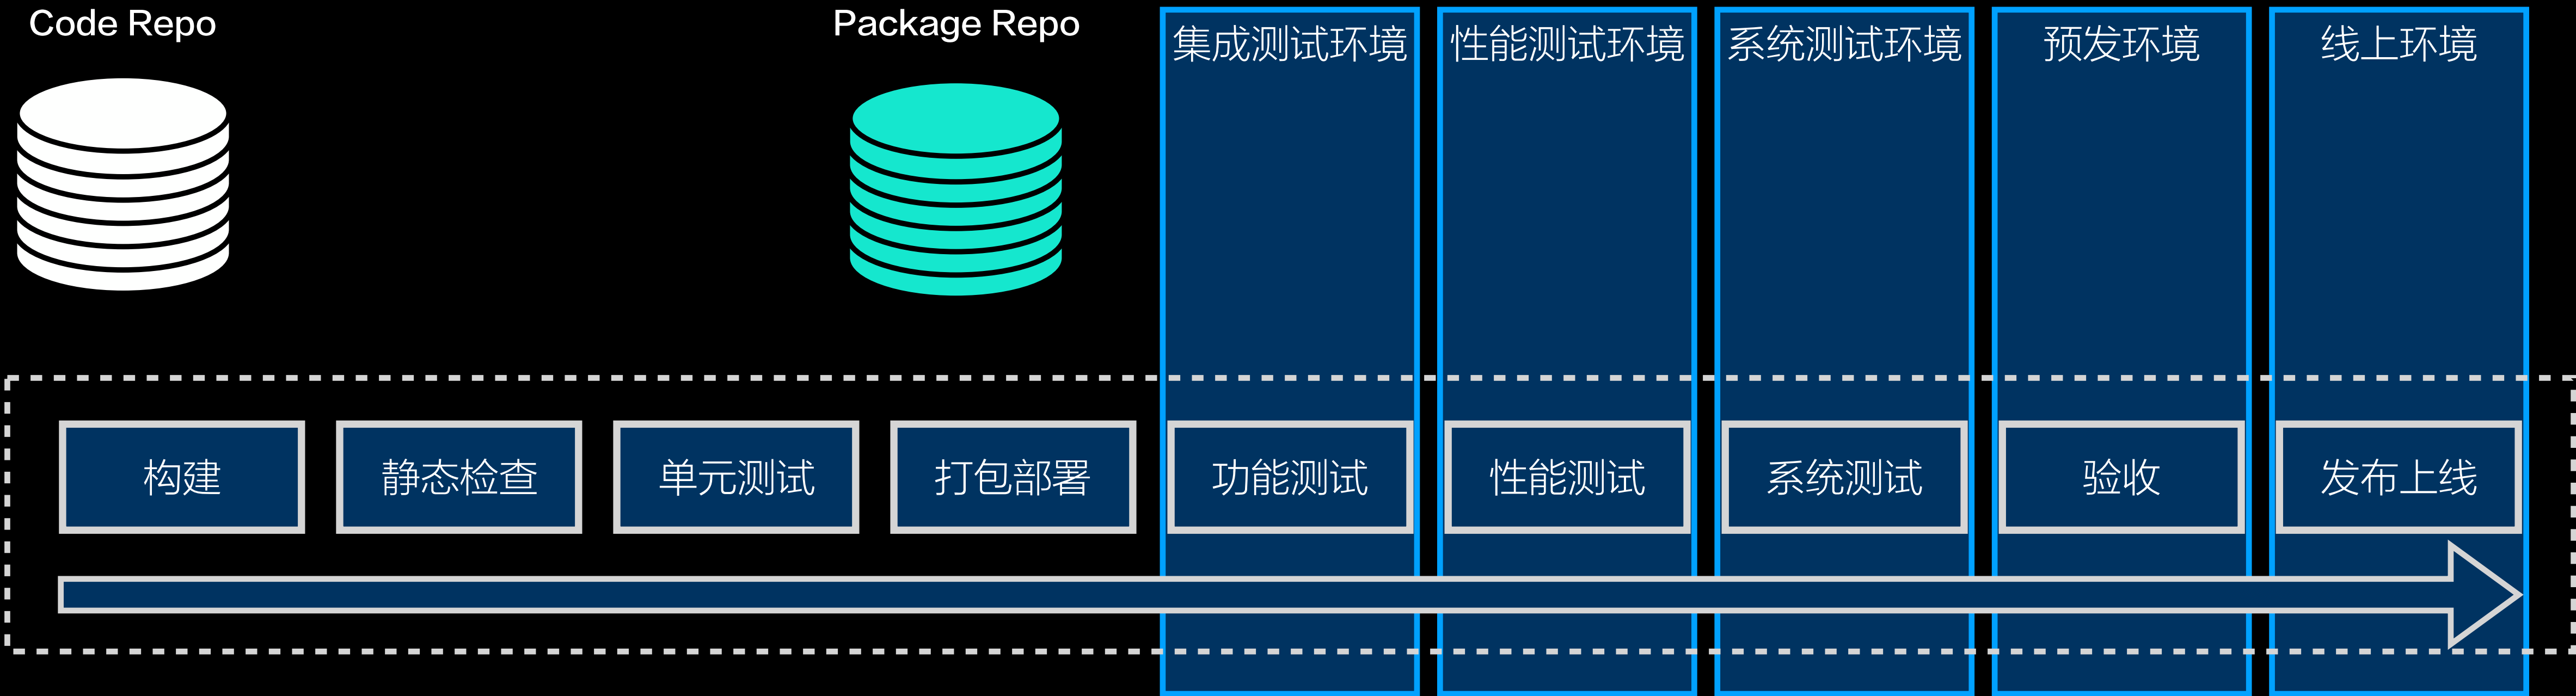 Code Repo
Package Repo
集成测试环境
性能测试环境
系统测试环境
预发环境
线上环境
构建
静态检查
单元测试
打包部署
功能测试
性能测试
系统测试
验收
发布上线